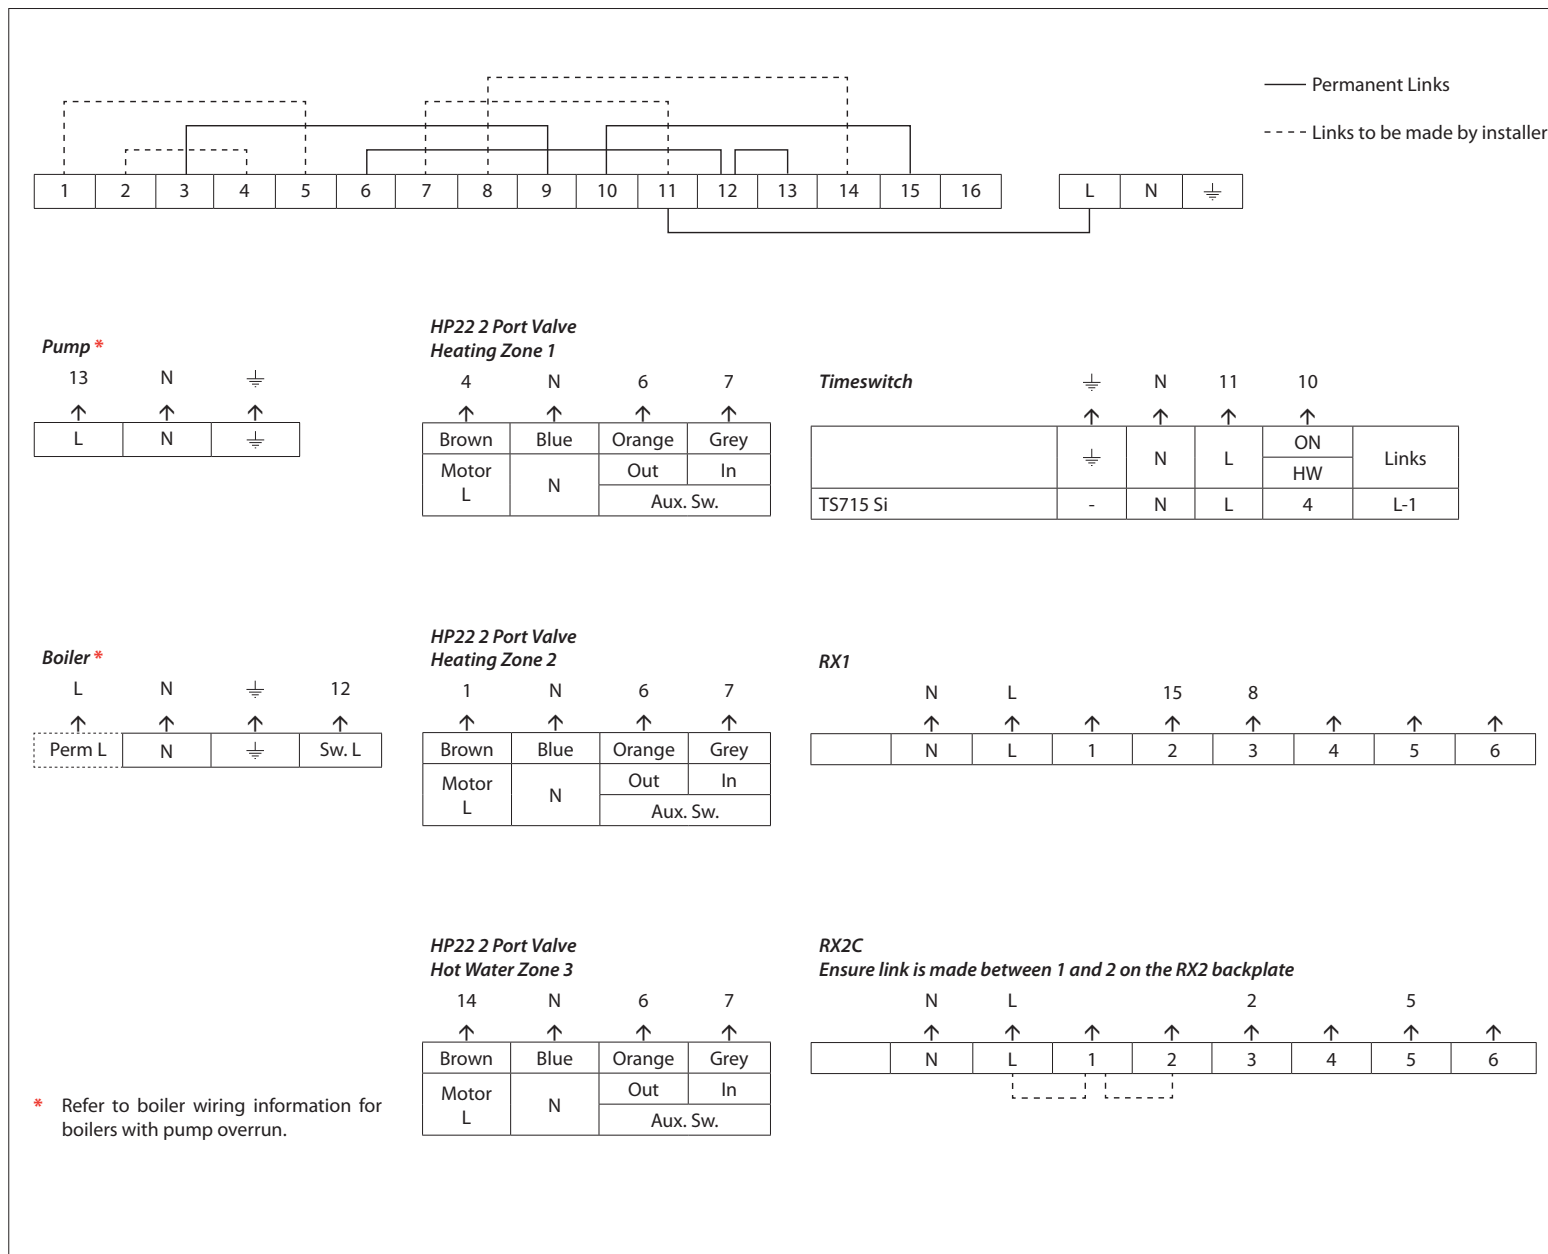 Permanent Links
Links to be made by installer
1 2 3 4 5 6 7 8 9 10 11 12 13 14 15 16 L N ⏚
Pump *
13 N ⏚
L N ⏚
HP22 2 Port Valve
Heating Zone 1
4 N 6 7
Brown Blue Orange Grey
Motor L N Out In
Aux. Sw.
Timeswitch ⏚ N 11 10
⏚ N L ON Links
HW
TS715 Si - N L 4 L-1
Boiler *
L N ⏚ 12
Perm L N ⏚ Sw. L
HP22 2 Port Valve
Heating Zone 2
1 N 6 7
Brown Blue Orange Grey
Motor L N Out In
Aux. Sw.
RX1
N L 15 8
N L 1 2 3 4 5 6
HP22 2 Port Valve
Hot Water Zone 3
14 N 6 7
Brown Blue Orange Grey
Motor L N Out In
Aux. Sw.
RX2C
Ensure link is made between 1 and 2 on the RX2 backplate
N L 2 5
N L 1 2 3 4 5 6
* Refer to boiler wiring information for
boilers with pump overrun.